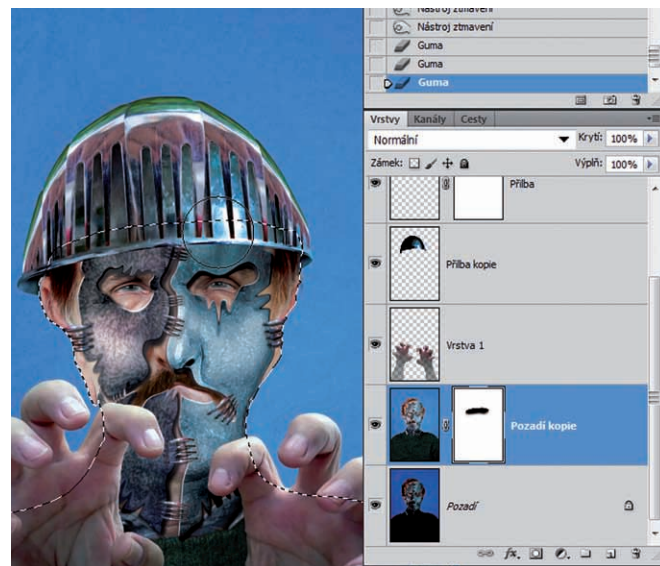 Nástroj ztmavení
Nástroj ztmavení
Guma
Guma
Guma
Vrstvy Kanály Cesty
Normální Krytí: 100%
Zámek: Výplň: 100%
Přilba
Přilba kopie
Vrstva 1
Pozadí kopie
Pozadí
fx